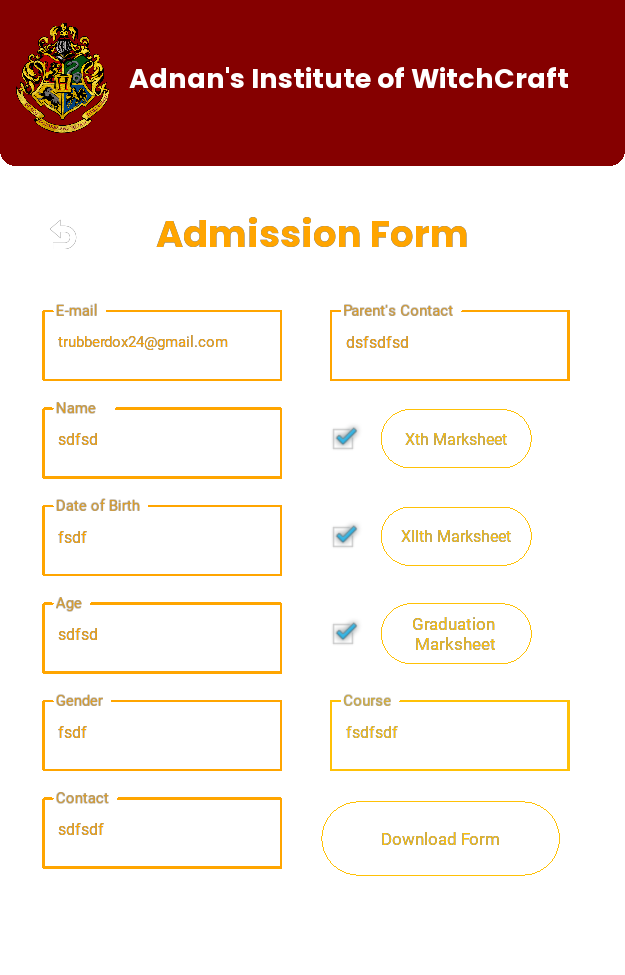 Adnan's Institute of WitchCraft
Admission Form
E-mail
trubberdox24@gmail.com
Name
sdfsd
Date of Birth
fsdf
Age
sdfsd
Gender
fsdf
Contact
sdfsdf
Parent's Contact
dsfsdfsd
Xth Marksheet
XIIth Marksheet
Graduation
Marksheet
Course
fsdfsdf
Download Form